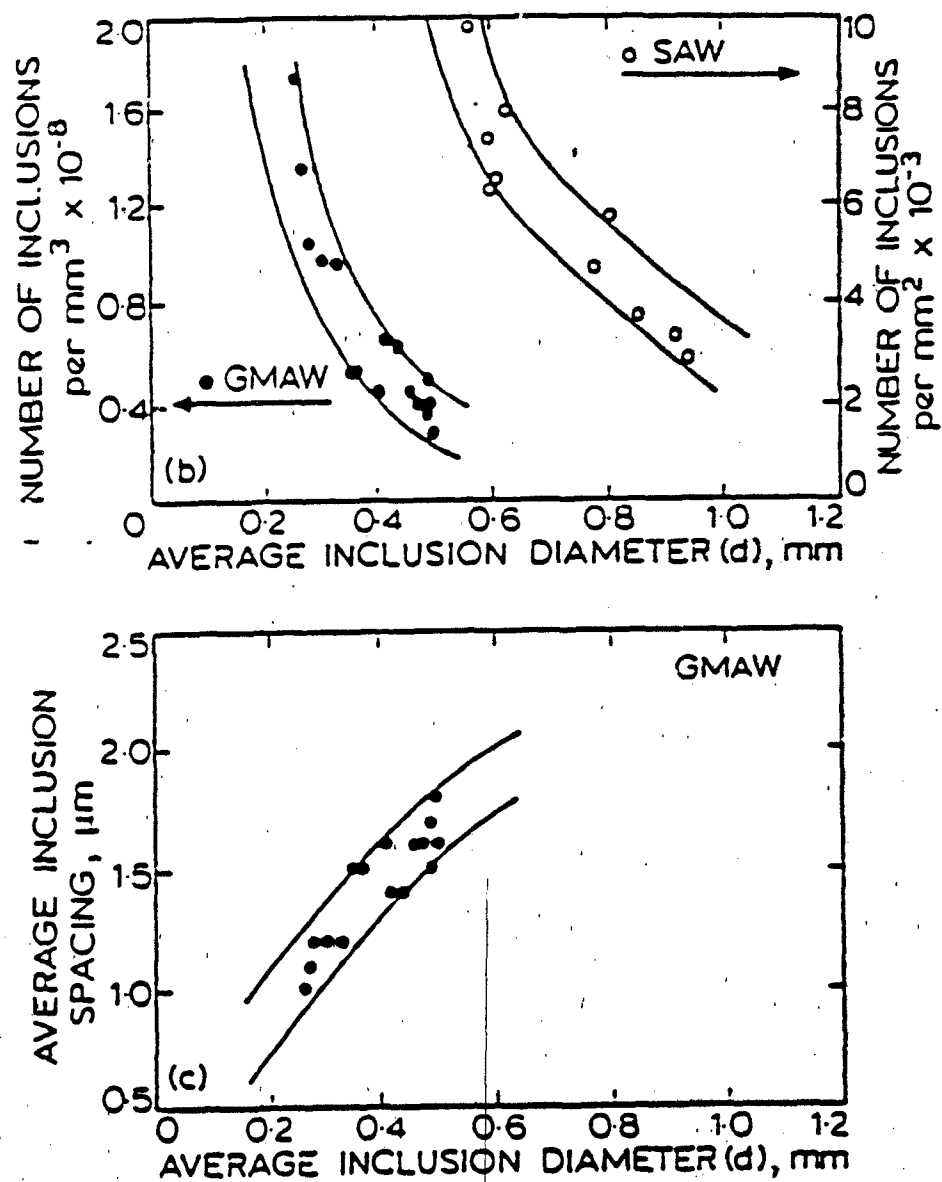 NUMBER OF INCLUSIONS
per mm³ x 10⁻⁸
2·0
1·6
1·2
0·8
0·4
0
10
8
6
4
2
0
NUMBER OF INCLUSIONS
per mm² x 10⁻³
SAW
GMAW
(b)
0·2 0·4 0·6 0·8 1·0 1·2
AVERAGE INCLUSION DIAMETER (d), mm
AVERAGE INCLUSION
SPACING, µm
2·5
2·0
1·5
1·0
0·5
GMAW
(c)
0 0·2 0·4 0·6 0·8 1·0 1·2
AVERAGE INCLUSION DIAMETER (d), mm